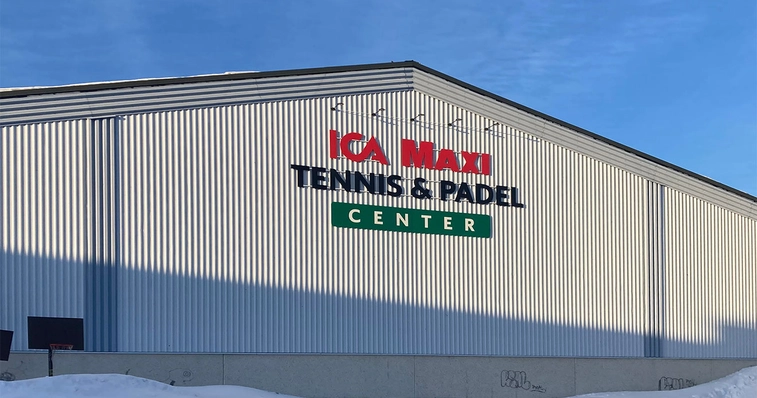 ICA MAXI
TENNIS & PADEL
CENTER